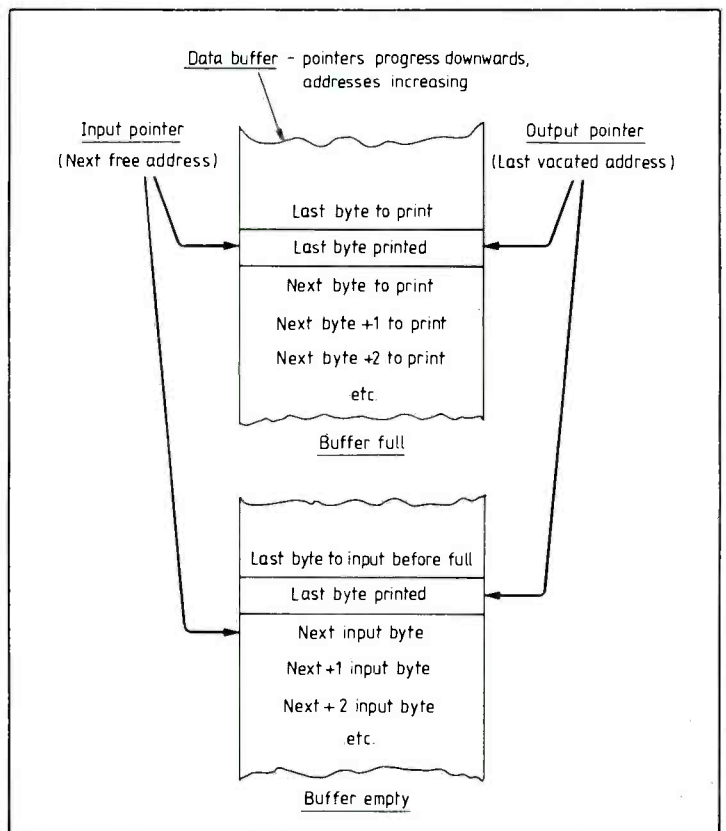 Data buffer - pointers progress downwards,
addresses increasing
Input pointer
(Next free address)
Output pointer
(Last vacated address)
Last byte to print
Last byte printed
Next byte to print
Next byte +1 to print
Next byte +2 to print
etc.
Buffer full
Last byte to input before full
Last byte printed
Next input byte
Next +1 input byte
Next + 2 input byte
etc.
Buffer empty